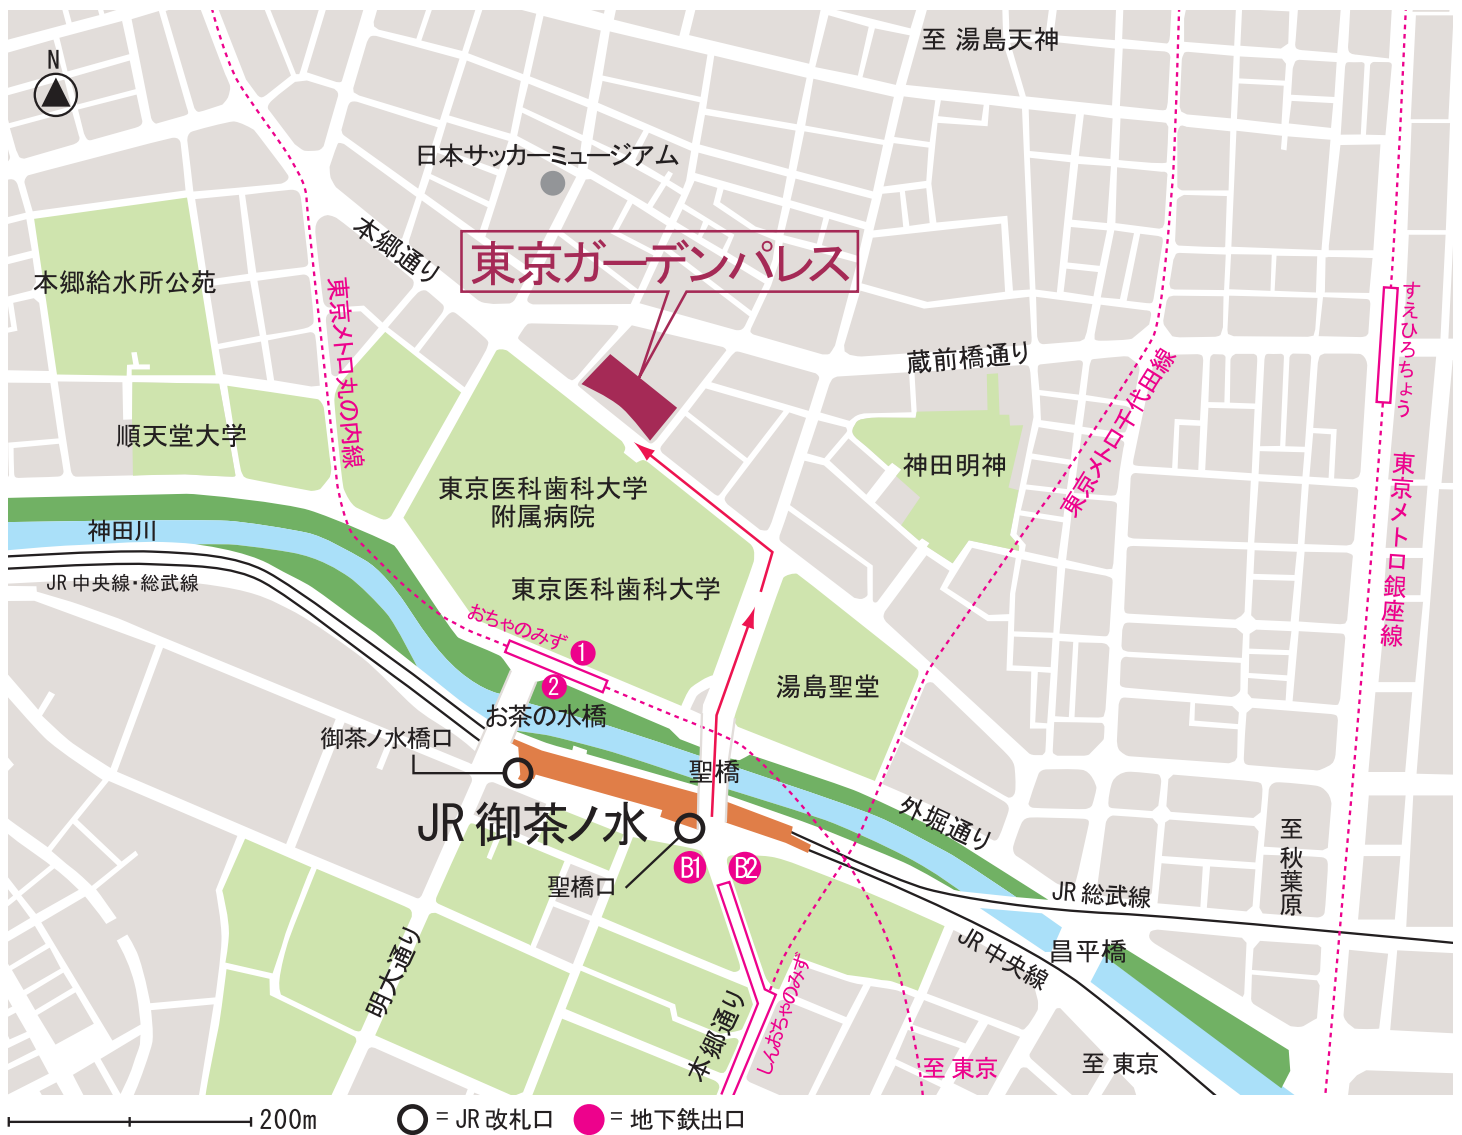 N
至 湯島天神
日本サッカーミュージアム
本郷通り
東京ガーデンパレス
本郷給水所公苑
東京メトロ丸の内線
すえひろちょう
蔵前橋通り
東京メトロ千代田線
順天堂大学
神田明神
東京メトロ銀座線
東京医科歯科大学
附属病院
神田川
JR 中央線・総武線
東京医科歯科大学
おちゃのみず
1
2
湯島聖堂
お茶の水橋
御茶ノ水橋口
聖橋
JR 御茶ノ水
外堀通り
至 秋葉原
B1
B2
聖橋口
JR 総武線
JR 中央線
昌平橋
明大通り
本郷通り
しんおちゃのみず
至 東京
至 東京
200m
= JR 改札口
= 地下鉄出口